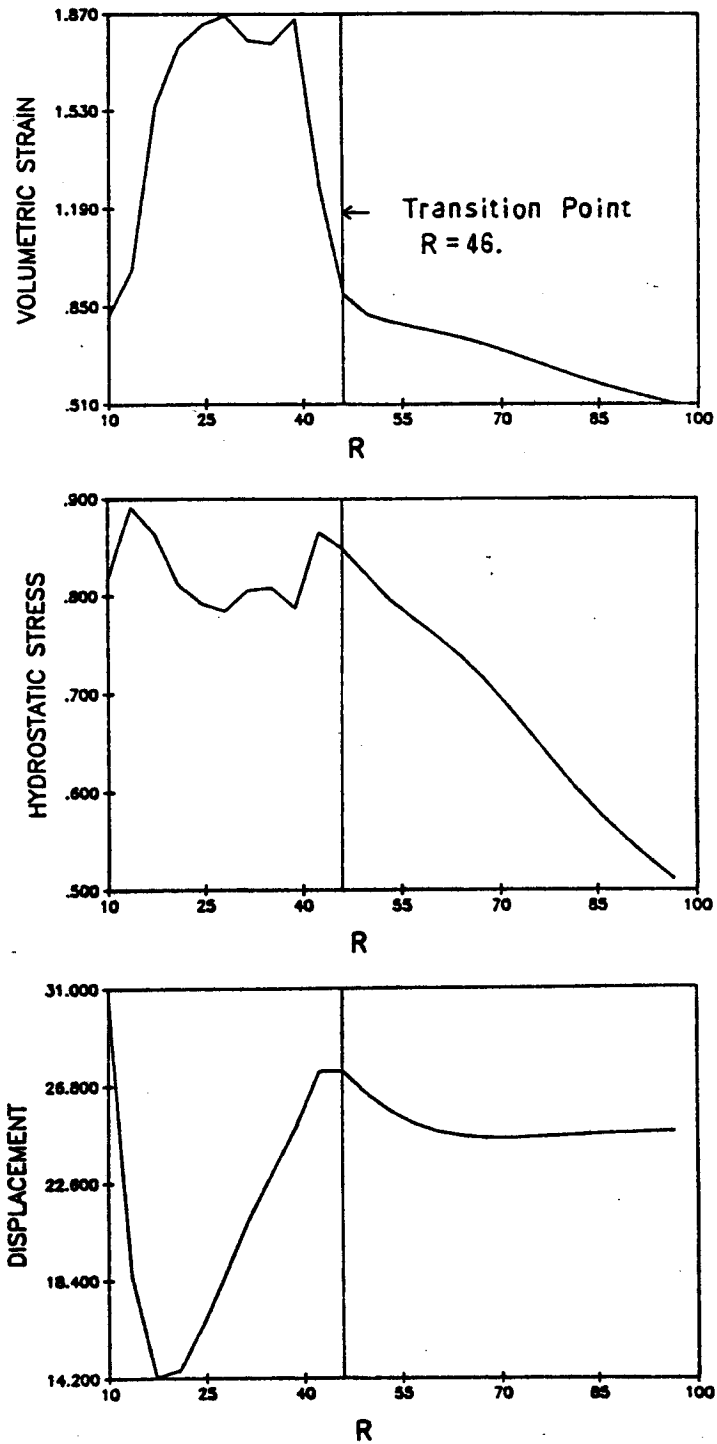 1.870
1.530
1.190
.850
.510
VOLUMETRIC STRAIN
← Transition Point
R = 46.
10 25 40 55 70 85 100
R
.900
.800
.700
.600
.500
HYDROSTATIC STRESS
10 25 40 55 70 85 100
R
31.000
26.800
22.600
18.400
14.200
DISPLACEMENT
10 25 40 55 70 85 100
R